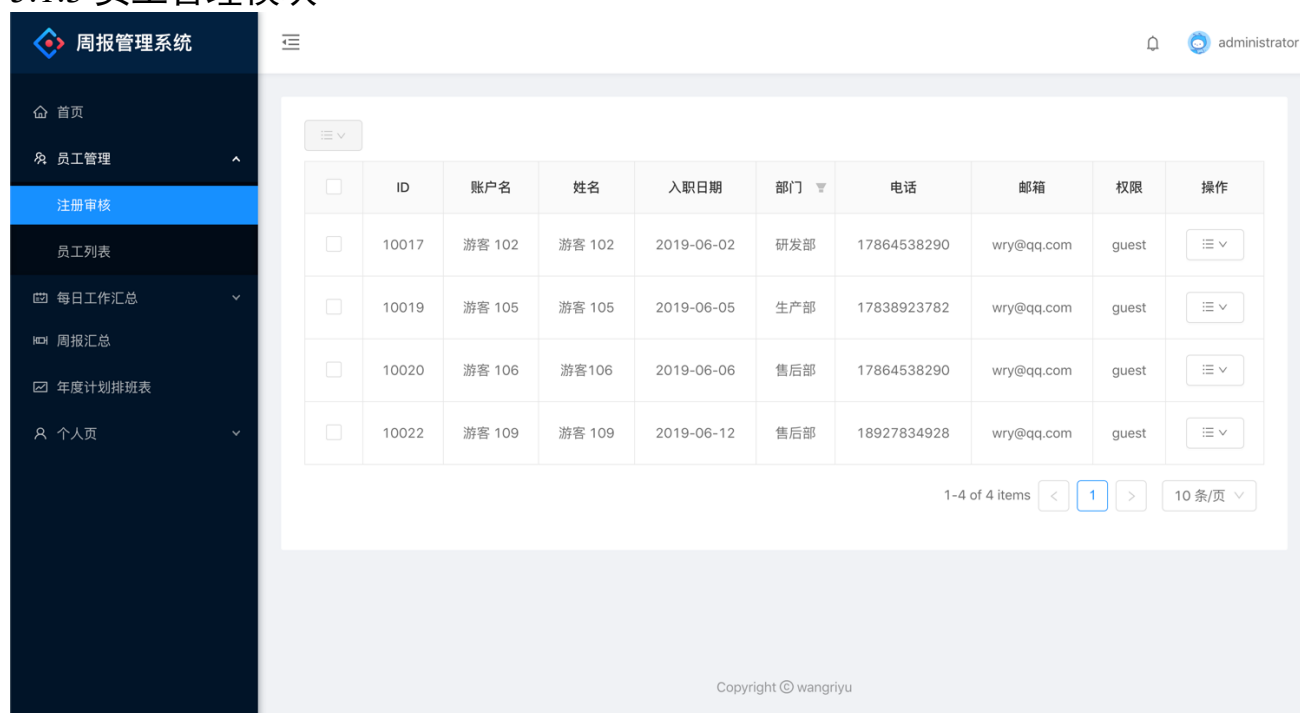 周报管理系统
administrator
首页
员工管理
注册审核
员工列表
每日工作汇总
周报汇总
年度计划排班表
个人页
ID 账户名 姓名 入职日期 部门 电话 邮箱 权限 操作
10017 游客 102 游客 102 2019-06-02 研发部 17864538290 wry@qq.com guest
10019 游客 105 游客 105 2019-06-05 生产部 17838923782 wry@qq.com guest
10020 游客 106 游客106 2019-06-06 售后部 17864538290 wry@qq.com guest
10022 游客 109 游客 109 2019-06-12 售后部 18927834928 wry@qq.com guest
1-4 of 4 items < 1 > 10 条/页
Copyright © wangriyu